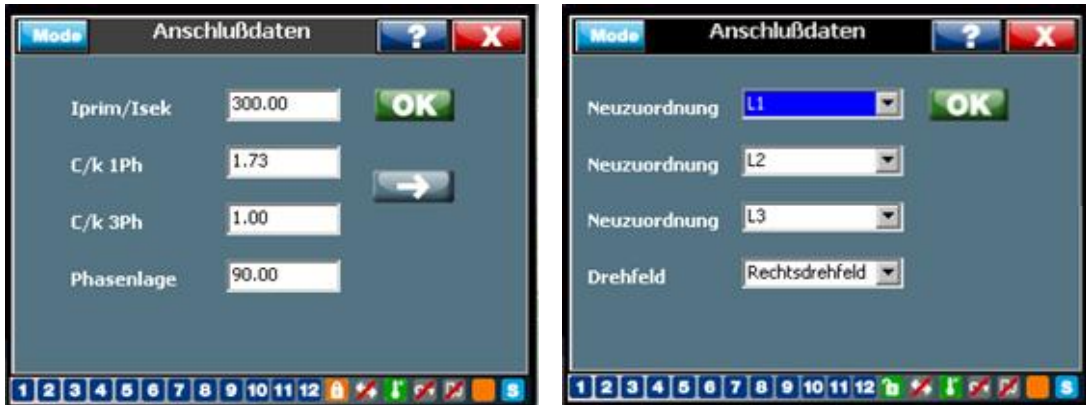 Mode Anschlußdaten ? X
Iprim/Isek 300.00 OK
C/k 1Ph 1.73
C/k 3Ph 1.00
Phasenlage 90.00
1 2 3 4 5 6 7 8 9 10 11 12 S
Mode Anschlußdaten ? X
Neuzuordnung L1 OK
Neuzuordnung L2
Neuzuordnung L3
Drehfeld Rechtsdrehfeld
1 2 3 4 5 6 7 8 9 10 11 12 S